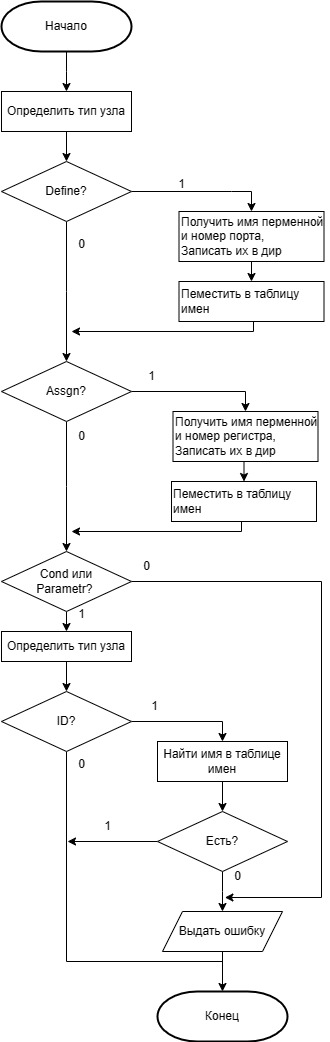 Начало
Определить тип узла
Define?
1
0
Получить имя перменной
и номер порта,
Записать их в дир
Пеместить в таблицу
имен
Assgn?
1
0
Получить имя перменной
и номер регистра,
Записать их в дир
Пеместить в таблицу
имен
Cond или
Parametr?
0
1
Определить тип узла
ID?
1
0
Найти имя в таблице
имен
Есть?
1
0
Выдать ошибку
Конец